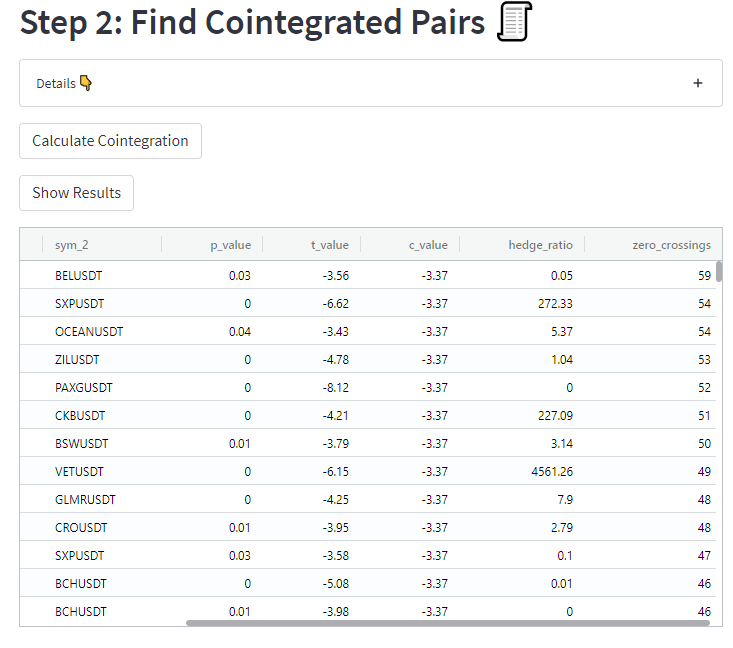 Step 2: Find Cointegrated Pairs
Details +
Calculate Cointegration
Show Results
sym_2 p_value t_value c_value hedge_ratio zero_crossings
BELUSDT 0.03 -3.56 -3.37 0.05 59
SXPUSDT 0 -6.62 -3.37 272.33 54
OCEANUSDT 0.04 -3.43 -3.37 5.37 54
ZILUSDT 0 -4.78 -3.37 1.04 53
PAXGUSDT 0 -8.12 -3.37 0 52
CKBUSDT 0 -4.21 -3.37 227.09 51
BSWUSDT 0.01 -3.79 -3.37 3.14 50
VETUSDT 0 -6.15 -3.37 4561.26 49
GLMRUSDT 0 -4.25 -3.37 7.9 48
CROUSDT 0.01 -3.95 -3.37 2.79 48
SXPUSDT 0.03 -3.58 -3.37 0.1 47
BCHUSDT 0 -5.08 -3.37 0.01 46
BCHUSDT 0.01 -3.98 -3.37 0 46